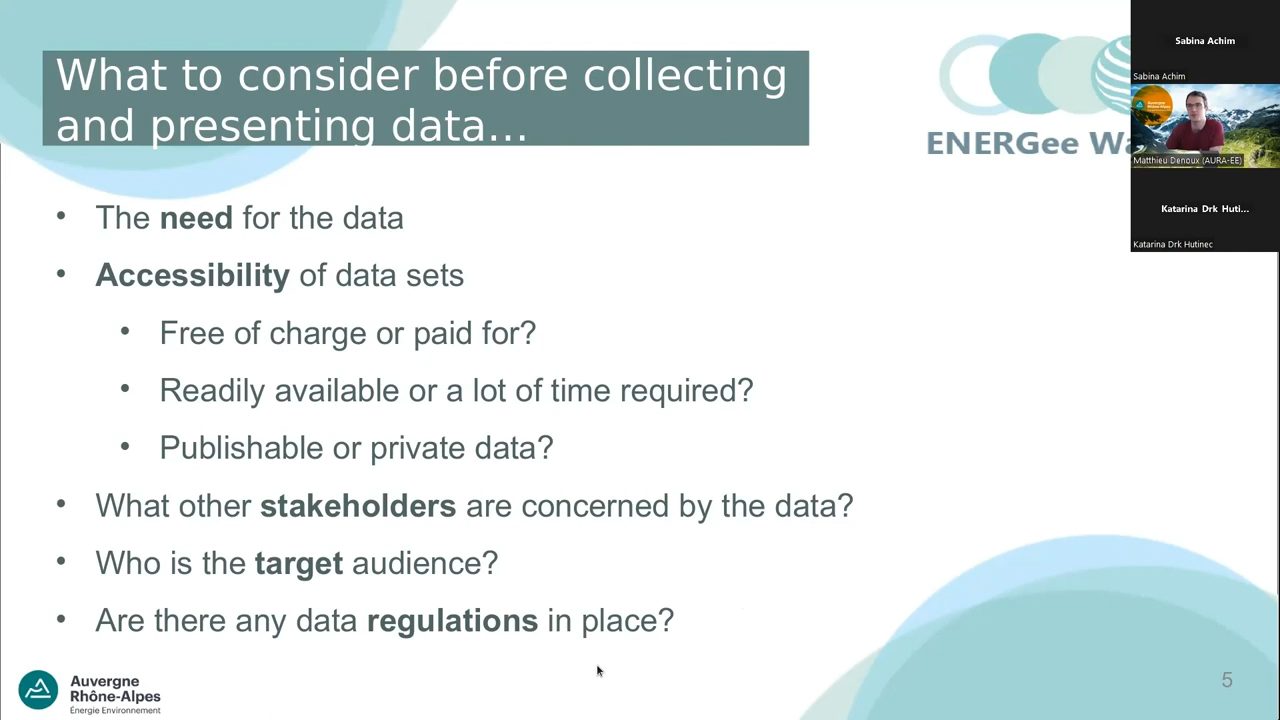 What to consider before collecting
and presenting data...
ENERGee Wa
Sabina Achim
Sabina Achim
Auvergne
Rhône-Alpes
Matthieu Denoux (AURA-EE)
Katarina Drk Huti...
Katarina Drk Hutinec
• The need for the data
• Accessibility of data sets
• Free of charge or paid for?
• Readily available or a lot of time required?
• Publishable or private data?
• What other stakeholders are concerned by the data?
• Who is the target audience?
• Are there any data regulations in place?
Auvergne
Rhône-Alpes
Énergie Environnement
5